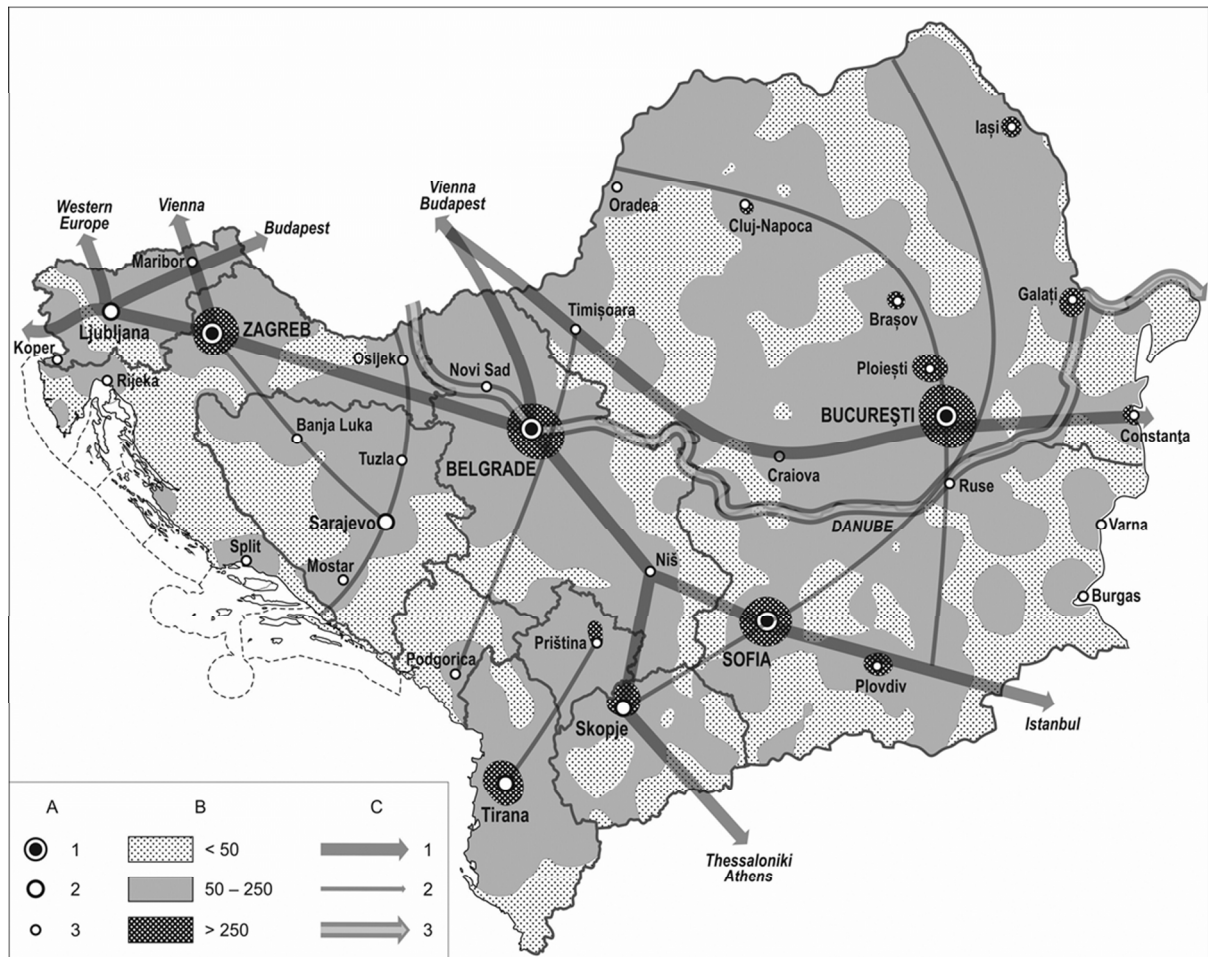 Iași
Western
Europe
Vienna
Budapest
Vienna
Budapest
Oradea
Cluj-Napoca
Maribor
Ljubljana
ZAGREB
Koper
Rijeka
Osljek
Novi Sad
Timișoara
Brașov
Galați
Ploiești
BUCUREŞTI
Constanţa
Banja Luka
Tuzla
BELGRADE
Craiova
Ruse
Sarajevo
DANUBE
Varna
Split
Mostar
Niš
Burgas
Priština
Podgorica
SOFIA
Plovdiv
Istanbul
Skopje
Tirana
Thessaloniki
Athens
A B C
1 < 50 1
2 50 – 250 2
3 > 250 3